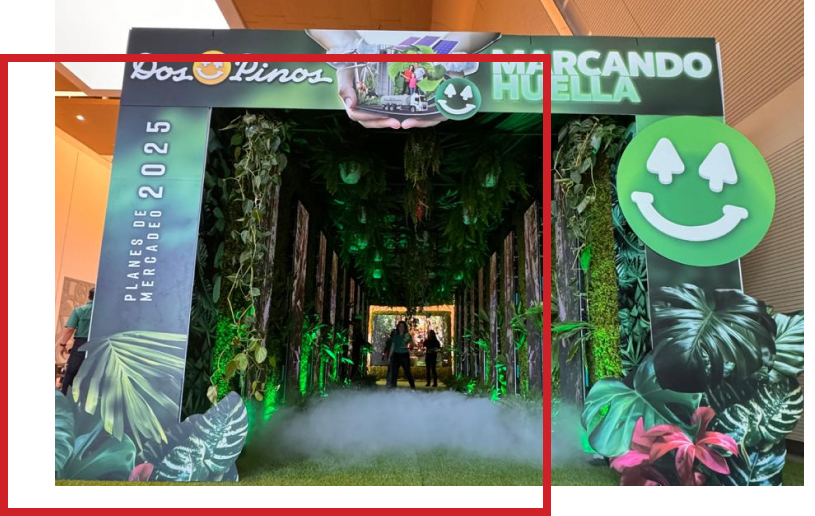 Dos Pinos
MARCANDO
HUELLA
PLANES DE
MERCADEO 2025